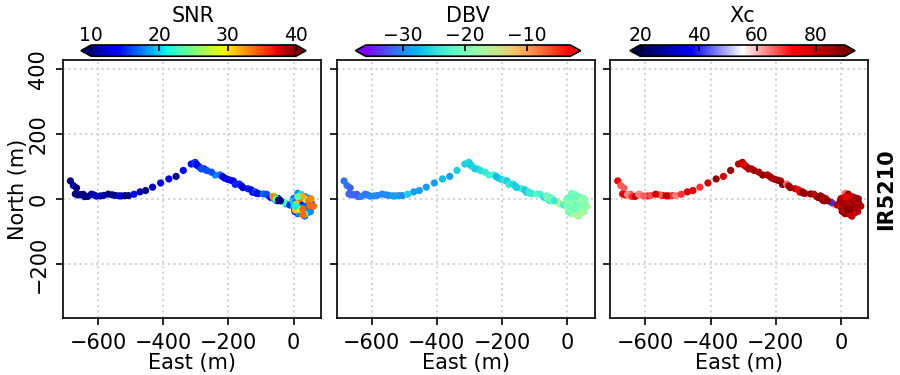 SNR DBV Xc
10 20 30 40 −30 −20 −10 20 40 60 80
400
200
0
−200
North (m)
−600 −400 −200 0 −600 −400 −200 0 −600 −400 −200 0
East (m) East (m) East (m)
IR5210